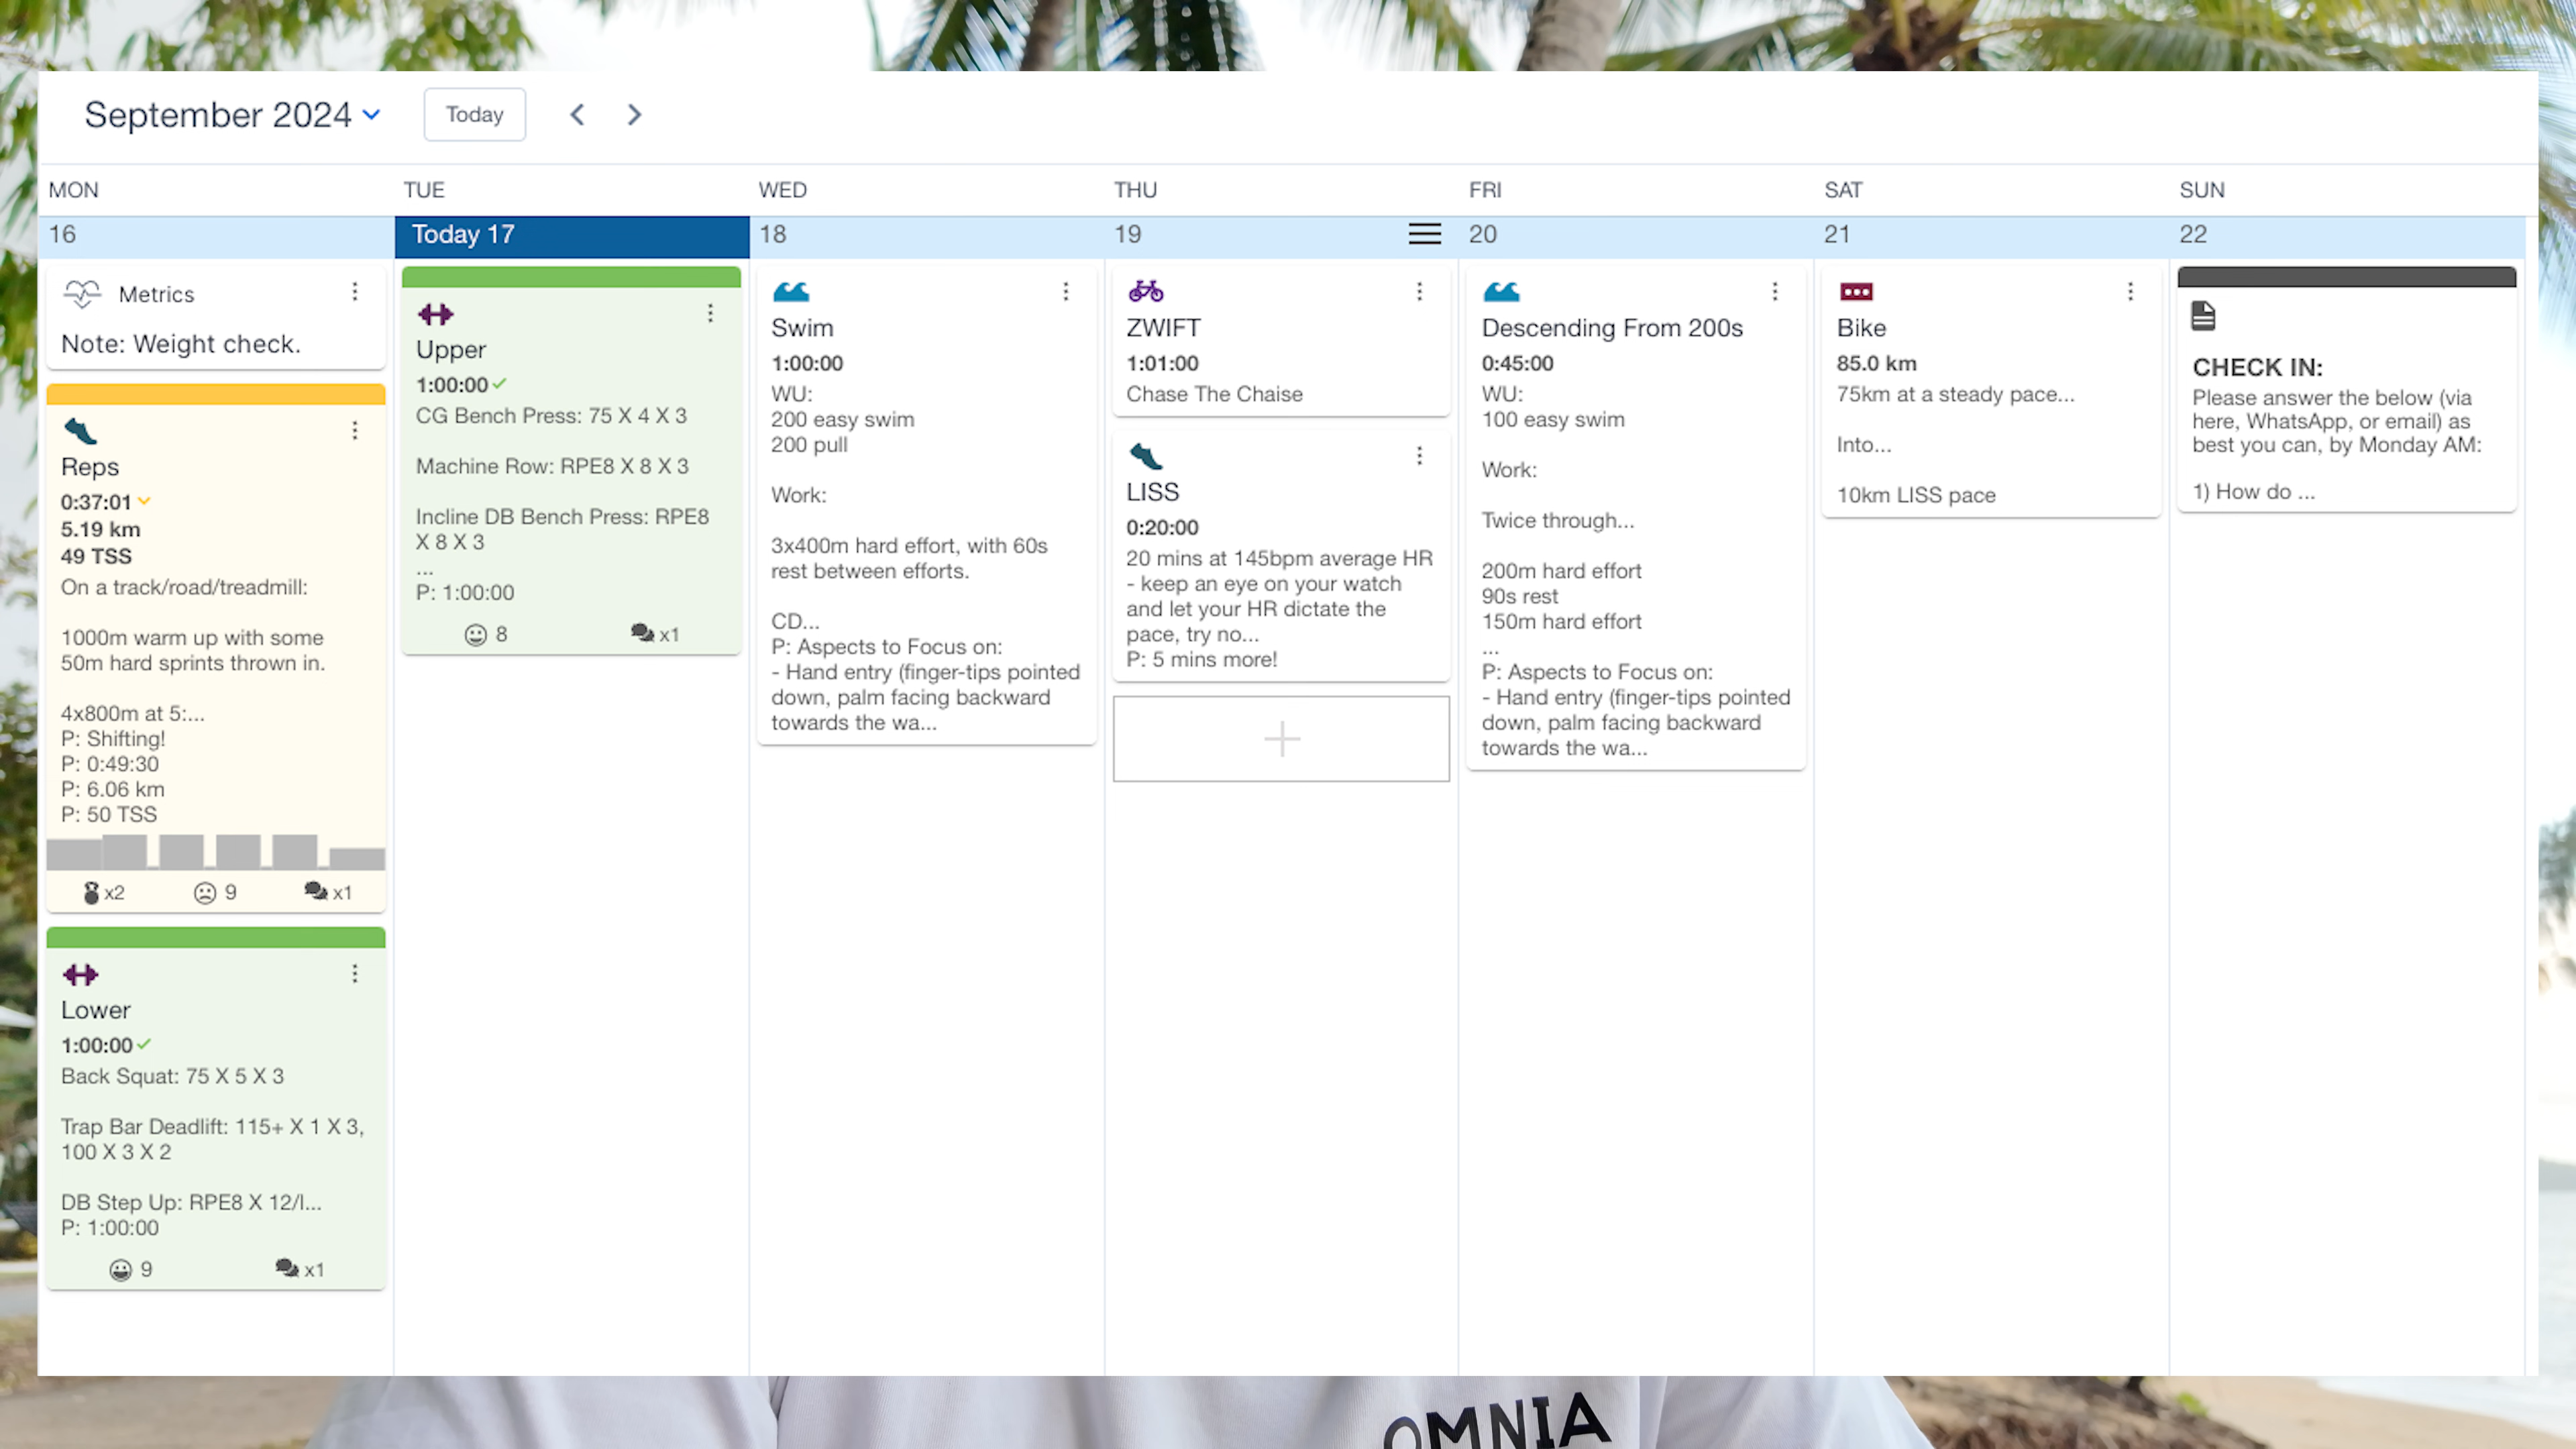 September 2024
Today
MON
TUE
WED
THU
FRI
SAT
SUN
16
Today 17
18
19
20
21
22
Metrics
Note: Weight check.
Reps
0:37:01
5.19 km
49 TSS
On a track/road/treadmill:
1000m warm up with some
50m hard sprints thrown in.
4x800m at 5:...
P: Shifting!
P: 0:49:30
P: 6.06 km
P: 50 TSS
x2
9
x1
Lower
1:00:00
Back Squat: 75 X 5 X 3
Trap Bar Deadlift: 115+ X 1 X 3,
100 X 3 X 2
DB Step Up: RPE8 X 12/l...
P: 1:00:00
9
x1
Upper
1:00:00
CG Bench Press: 75 X 4 X 3
Machine Row: RPE8 X 8 X 3
Incline DB Bench Press: RPE8
X 8 X 3
...
P: 1:00:00
8
x1
Swim
1:00:00
WU:
200 easy swim
200 pull
Work:
3x400m hard effort, with 60s
rest between efforts.
CD...
P: Aspects to Focus on:
- Hand entry (finger-tips pointed
down, palm facing backward
towards the wa...
ZWIFT
1:01:00
Chase The Chaise
LISS
0:20:00
20 mins at 145bpm average HR
- keep an eye on your watch
and let your HR dictate the
pace, try no...
P: 5 mins more!
Descending From 200s
0:45:00
WU:
100 easy swim
Work:
Twice through...
200m hard effort
90s rest
150m hard effort
...
P: Aspects to Focus on:
- Hand entry (finger-tips pointed
down, palm facing backward
towards the wa...
Bike
85.0 km
75km at a steady pace...
Into...
10km LISS pace
CHECK IN:
Please answer the below (via
here, WhatsApp, or email) as
best you can, by Monday AM:
1) How do ...
OMNIA